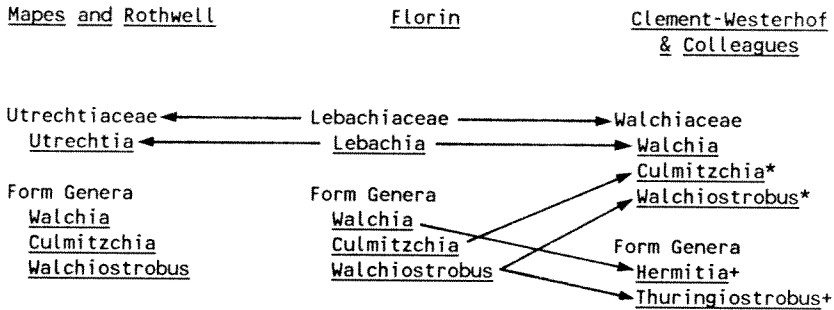 Mapes and Rothwell
Florin
Clement-Westerhof
& Colleagues
Utrechtiaceae
Lebachiaceae
Walchiaceae
Utrechtia
Lebachia
Walchia
Culmitzchia*
Walchiostrobus*
Form Genera
Walchia
Culmitzchia
Walchiostrobus
Form Genera
Walchia
Culmitzchia
Walchiostrobus
Form Genera
Hermitia+
Thuringiostrobus+